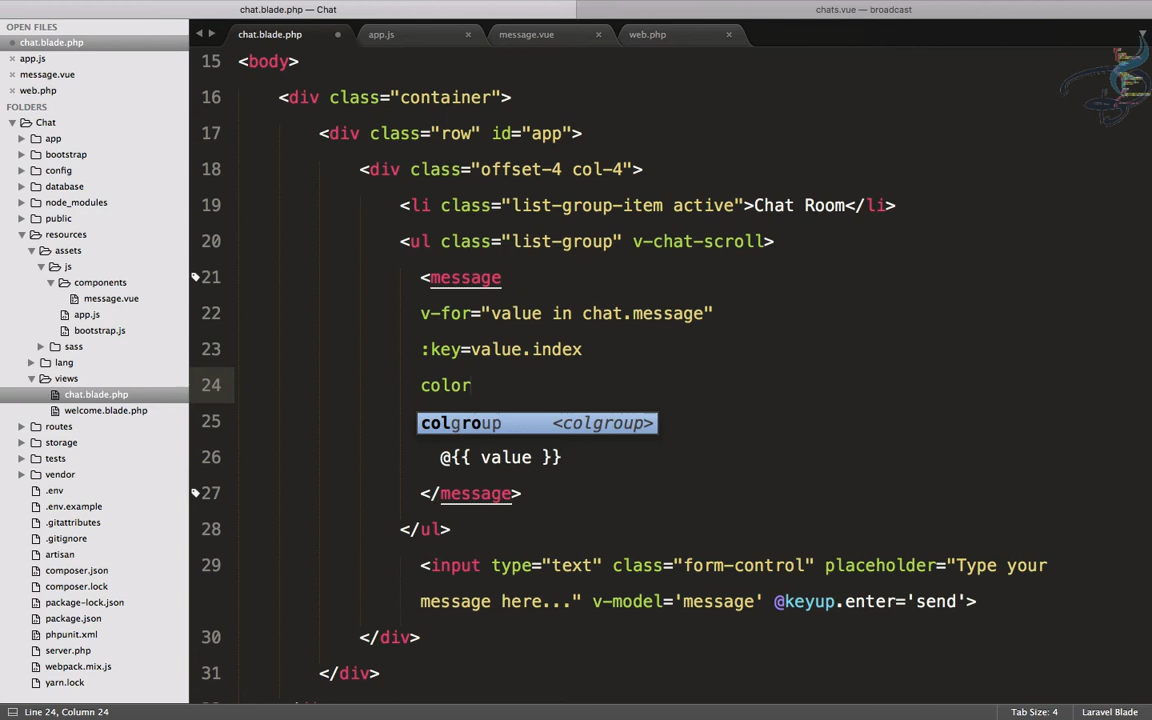 chat.blade.php — Chat
chats.vue — broadcast
OPEN FILES
chat.blade.php
app.js
message.vue
web.php
FOLDERS
Chat
app
bootstrap
config
database
node_modules
public
resources
assets
js
components
message.vue
app.js
bootstrap.js
sass
lang
views
chat.blade.php
welcome.blade.php
routes
storage
tests
vendor
.env
.env.example
.gitattributes
.gitignore
artisan
composer.json
composer.lock
package-lock.json
package.json
phpunit.xml
readme.md
server.php
webpack.mix.js
yarn.lock
chat.blade.php
app.js
message.vue
web.php
15 <body>
16 <div class="container">
17 <div class="row" id="app">
18 <div class="offset-4 col-4">
19 <li class="list-group-item active">Chat Room</li>
20 <ul class="list-group" v-chat-scroll>
21 <message
22 v-for="value in chat.message"
23 :key=value.index
24 color
25 colgroup <colgroup>
26 @{{ value }}
27 </message>
28 </ul>
29 <input type="text" class="form-control" placeholder="Type your
message here..." v-model='message' @keyup.enter='send'>
30 </div>
31 </div>
Line 24, Column 24
Tab Size: 4
Laravel Blade